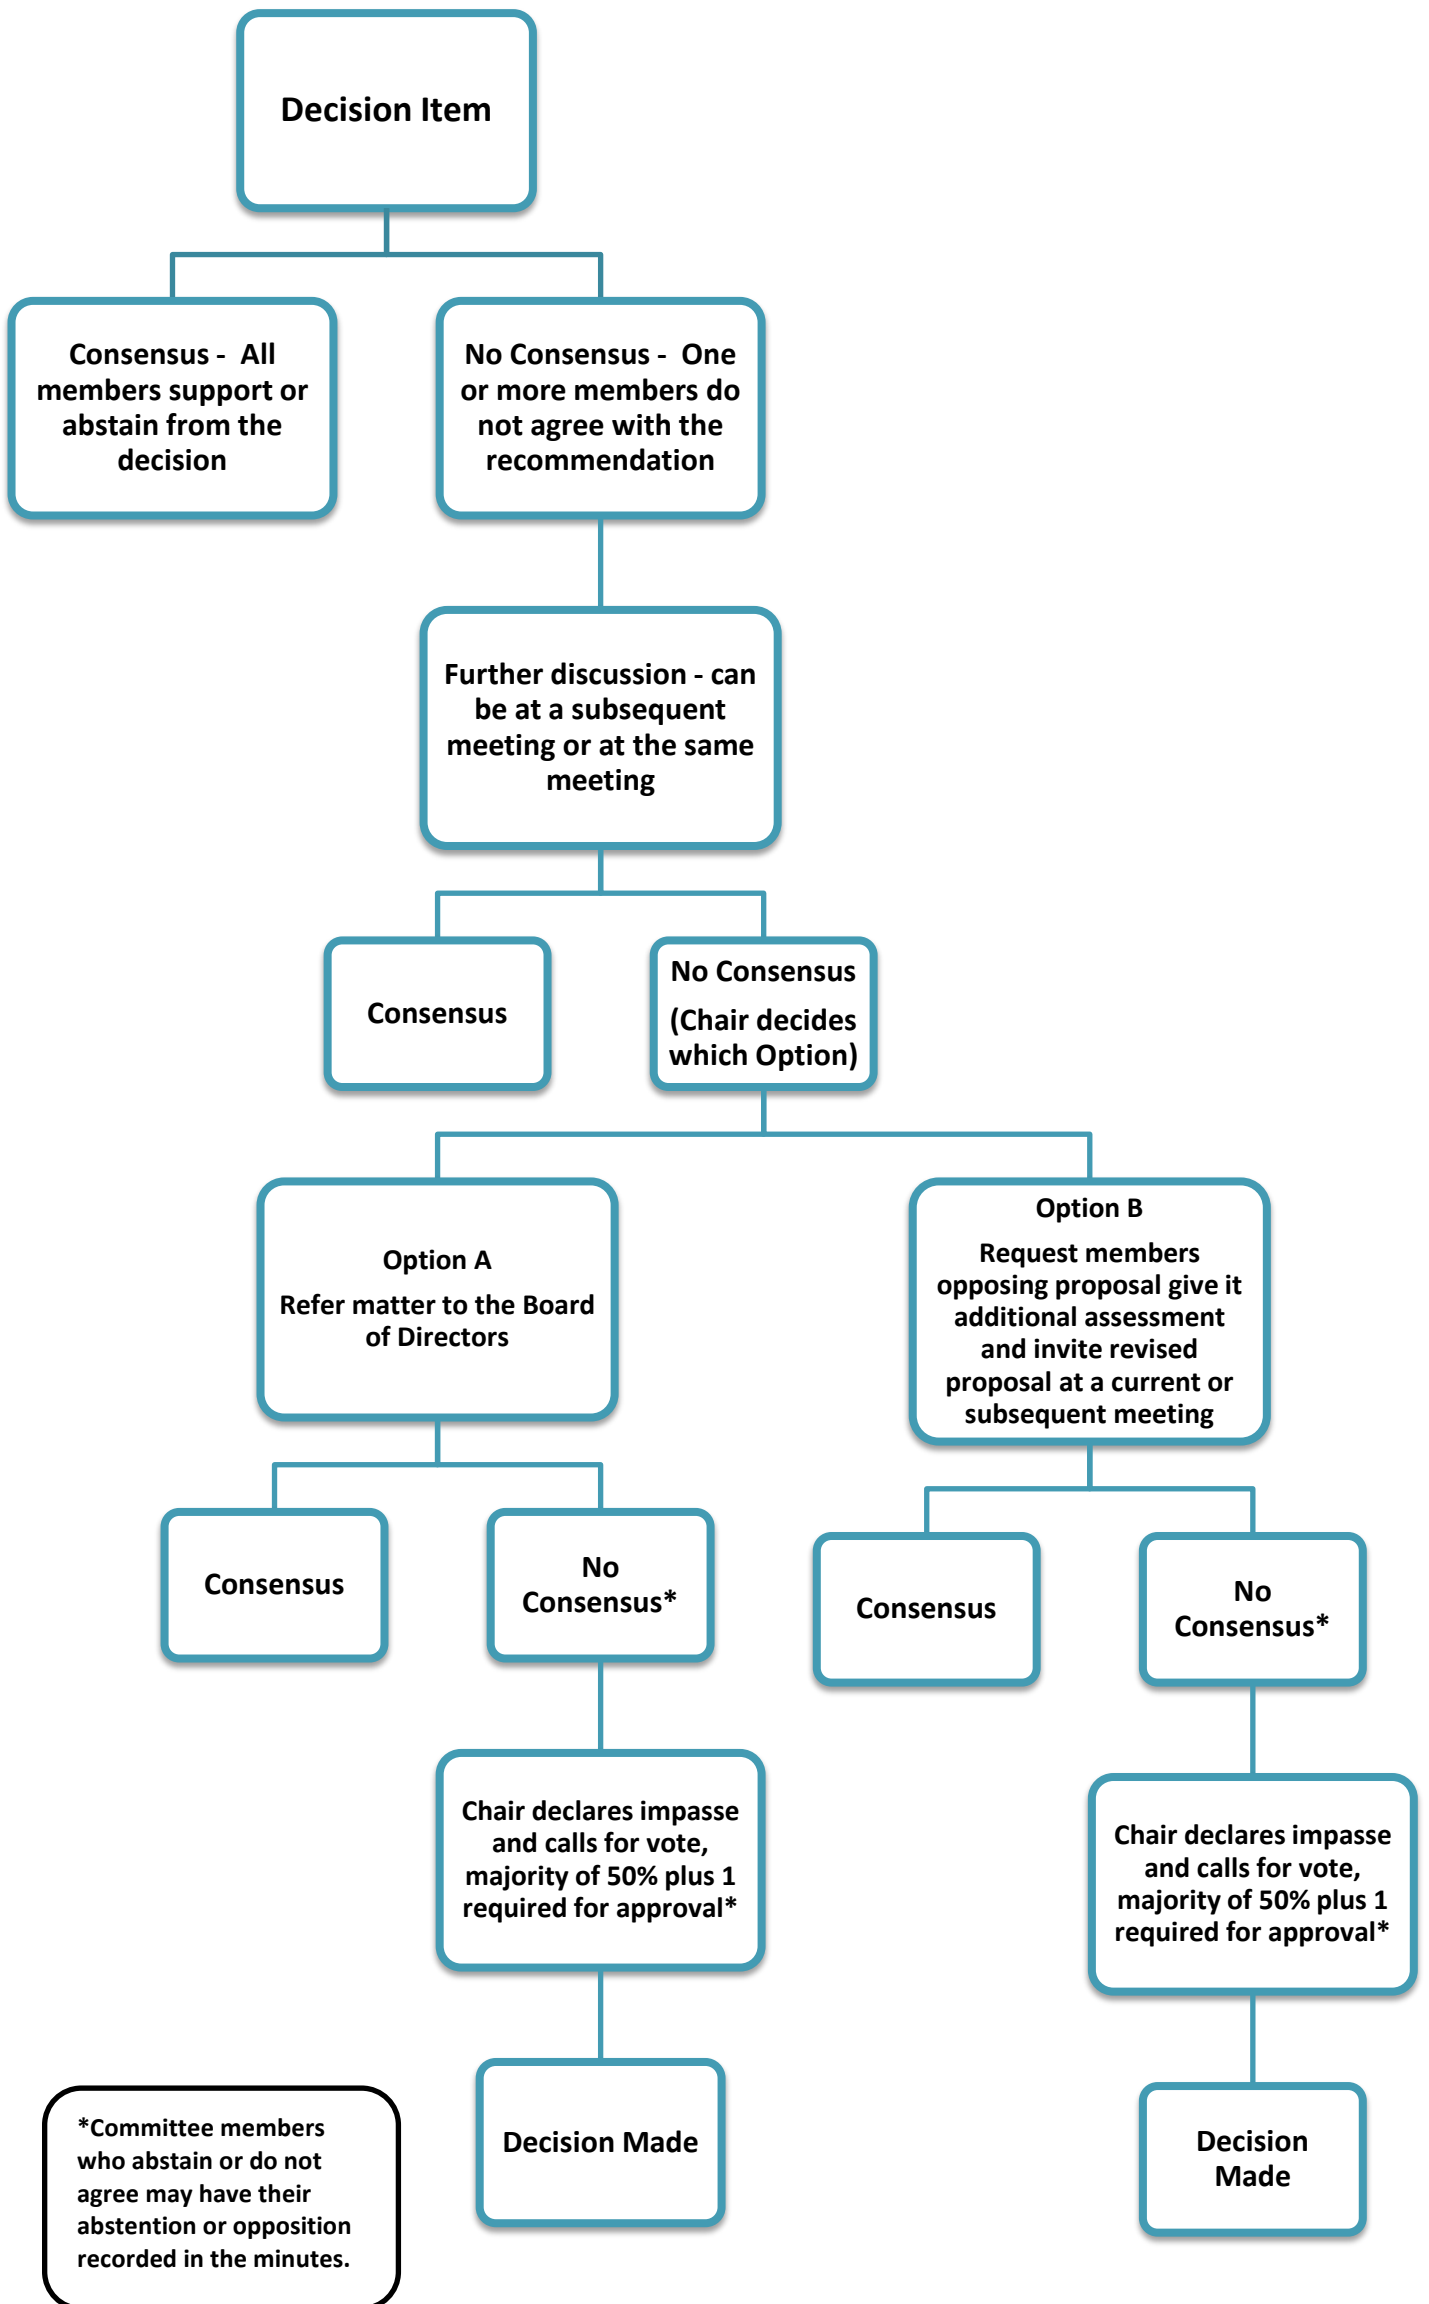 Decision Item
Consensus - All
members support or
abstain from the
decision
No Consensus - One
or more members do
not agree with the
recommendation
Further discussion - can
be at a subsequent
meeting or at the same
meeting
Consensus
No Consensus
(Chair decides
which Option)
Option A
Refer matter to the Board
of Directors
Option B
Request members
opposing proposal give it
additional assessment
and invite revised
proposal at a current or
subsequent meeting
Consensus
No
Consensus*
Consensus
No
Consensus*
Chair declares impasse
and calls for vote,
majority of 50% plus 1
required for approval*
Chair declares impasse
and calls for vote,
majority of 50% plus 1
required for approval*
Decision Made
Decision
Made
*Committee members
who abstain or do not
agree may have their
abstention or opposition
recorded in the minutes.